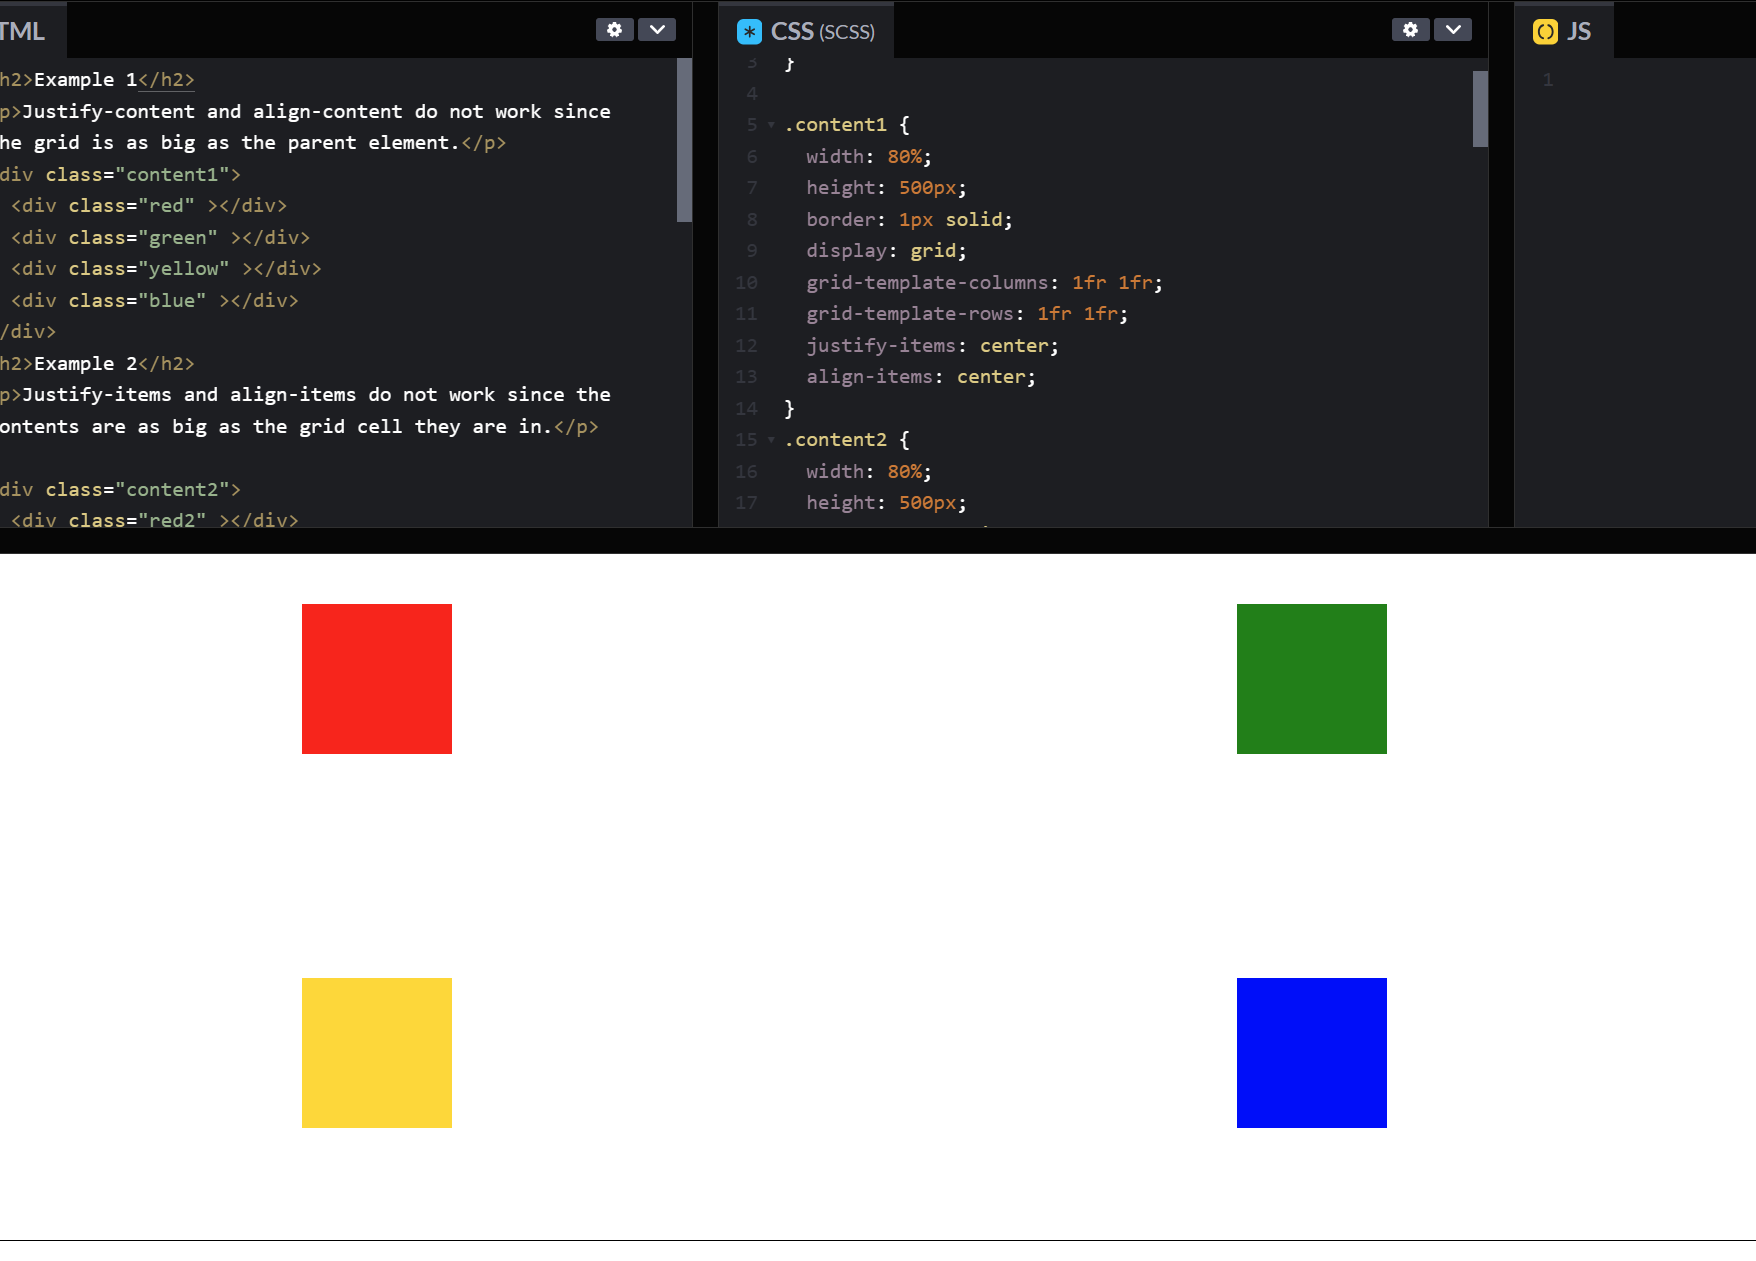 TML
h2>Example 1</h2>
p>Justify-content and align-content do not work since
he grid is as big as the parent element.</p>
div class="content1">
<div class="red" ></div>
<div class="green" ></div>
<div class="yellow" ></div>
<div class="blue" ></div>
/div>
h2>Example 2</h2>
p>Justify-items and align-items do not work since the
ontents are as big as the grid cell they are in.</p>
div class="content2">
<div class="red2" ></div>
CSS (SCSS)
3 }
4
5 .content1 {
6 width: 80%;
7 height: 500px;
8 border: 1px solid;
9 display: grid;
10 grid-template-columns: 1fr 1fr;
11 grid-template-rows: 1fr 1fr;
12 justify-items: center;
13 align-items: center;
14 }
15 .content2 {
16 width: 80%;
17 height: 500px;
JS
1